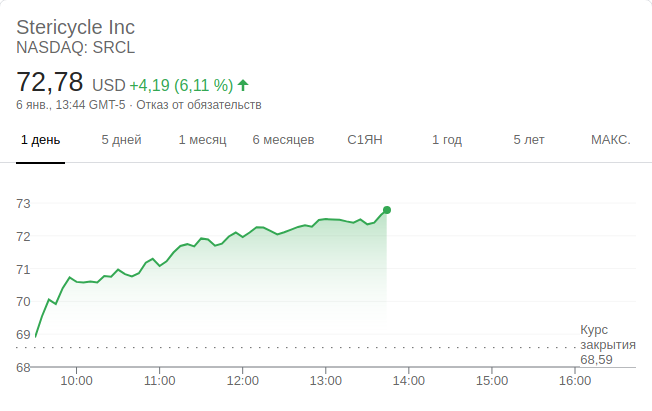 Stericycle Inc
NASDAQ: SRCL
72,78 USD +4,19 (6,11 %)
6 янв., 13:44 GMT-5 · Отказ от обязательств
1 день 5 дней 1 месяц 6 месяцев С1ЯН 1 год 5 лет МАКС.
73
72
71
70
69
68
Курс
закрытия
68,59
10:00 11:00 12:00 13:00 14:00 15:00 16:00